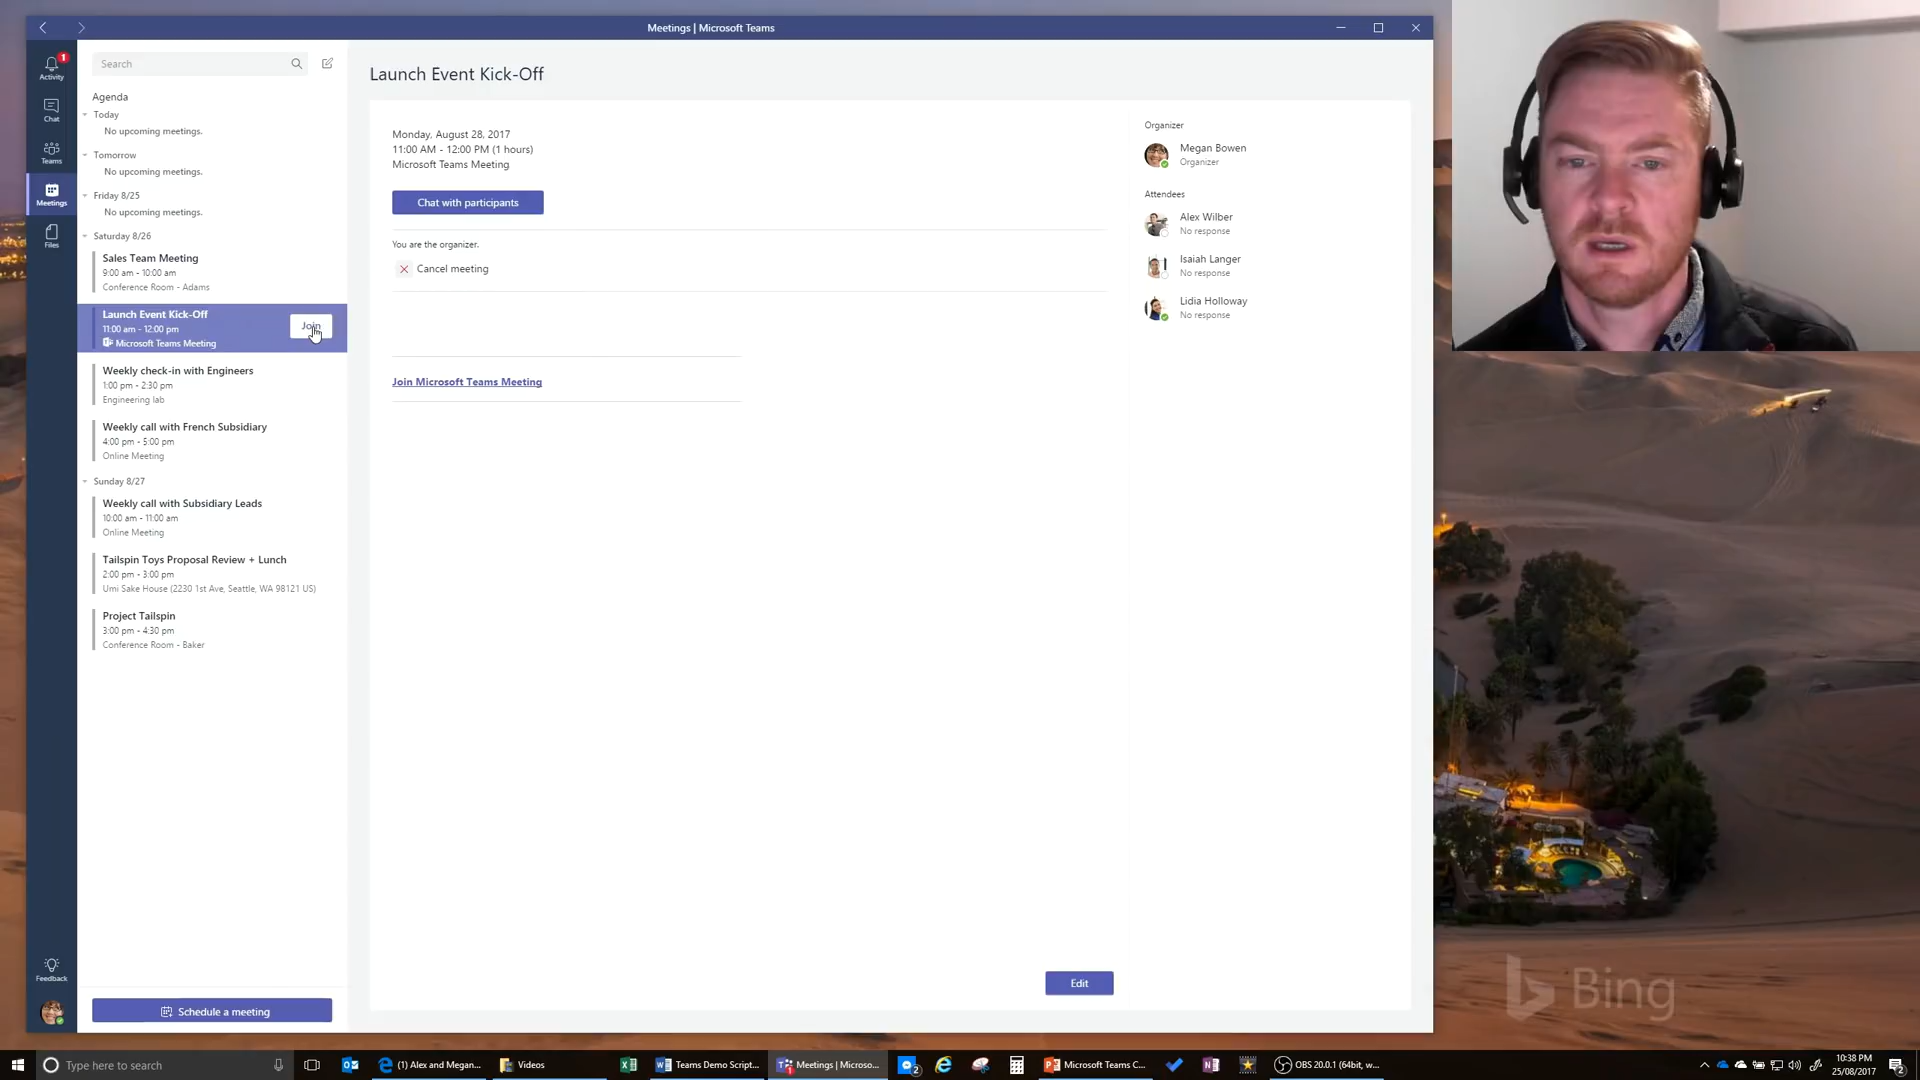 Meetings | Microsoft Teams
1
Activity
Chat
Teams
Meetings
Files
Feedback
Search
Agenda
Today
No upcoming meetings.
Tomorrow
No upcoming meetings.
Friday 8/25
No upcoming meetings.
Saturday 8/26
Sales Team Meeting
9:00 am - 10:00 am
Conference Room - Adams
Launch Event Kick-Off
11:00 am - 12:00 pm
Microsoft Teams Meeting
Join
Weekly check-in with Engineers
1:00 pm - 2:30 pm
Engineering lab
Weekly call with French Subsidiary
4:00 pm - 5:00 pm
Online Meeting
Sunday 8/27
Weekly call with Subsidiary Leads
10:00 am - 11:00 am
Online Meeting
Tailspin Toys Proposal Review + Lunch
2:00 pm - 3:00 pm
Umi Sake House (2230 1st Ave, Seattle, WA 98121 US)
Project Tailspin
3:00 pm - 4:30 pm
Conference Room - Baker
Schedule a meeting
Launch Event Kick-Off
Monday, August 28, 2017
11:00 AM - 12:00 PM (1 hours)
Microsoft Teams Meeting
Chat with participants
You are the organizer.
Cancel meeting
Join Microsoft Teams Meeting
Edit
Organizer
Megan Bowen
Organizer
Attendees
Alex Wilber
No response
Isaiah Langer
No response
Lidia Holloway
No response
Bing
Type here to search
(1) Alex and Megan...
Videos
Teams Demo Script...
Meetings | Microso...
2
Microsoft Teams C...
OBS 20.0.1 (64bit, w...
10:38 PM
25/08/2017
2